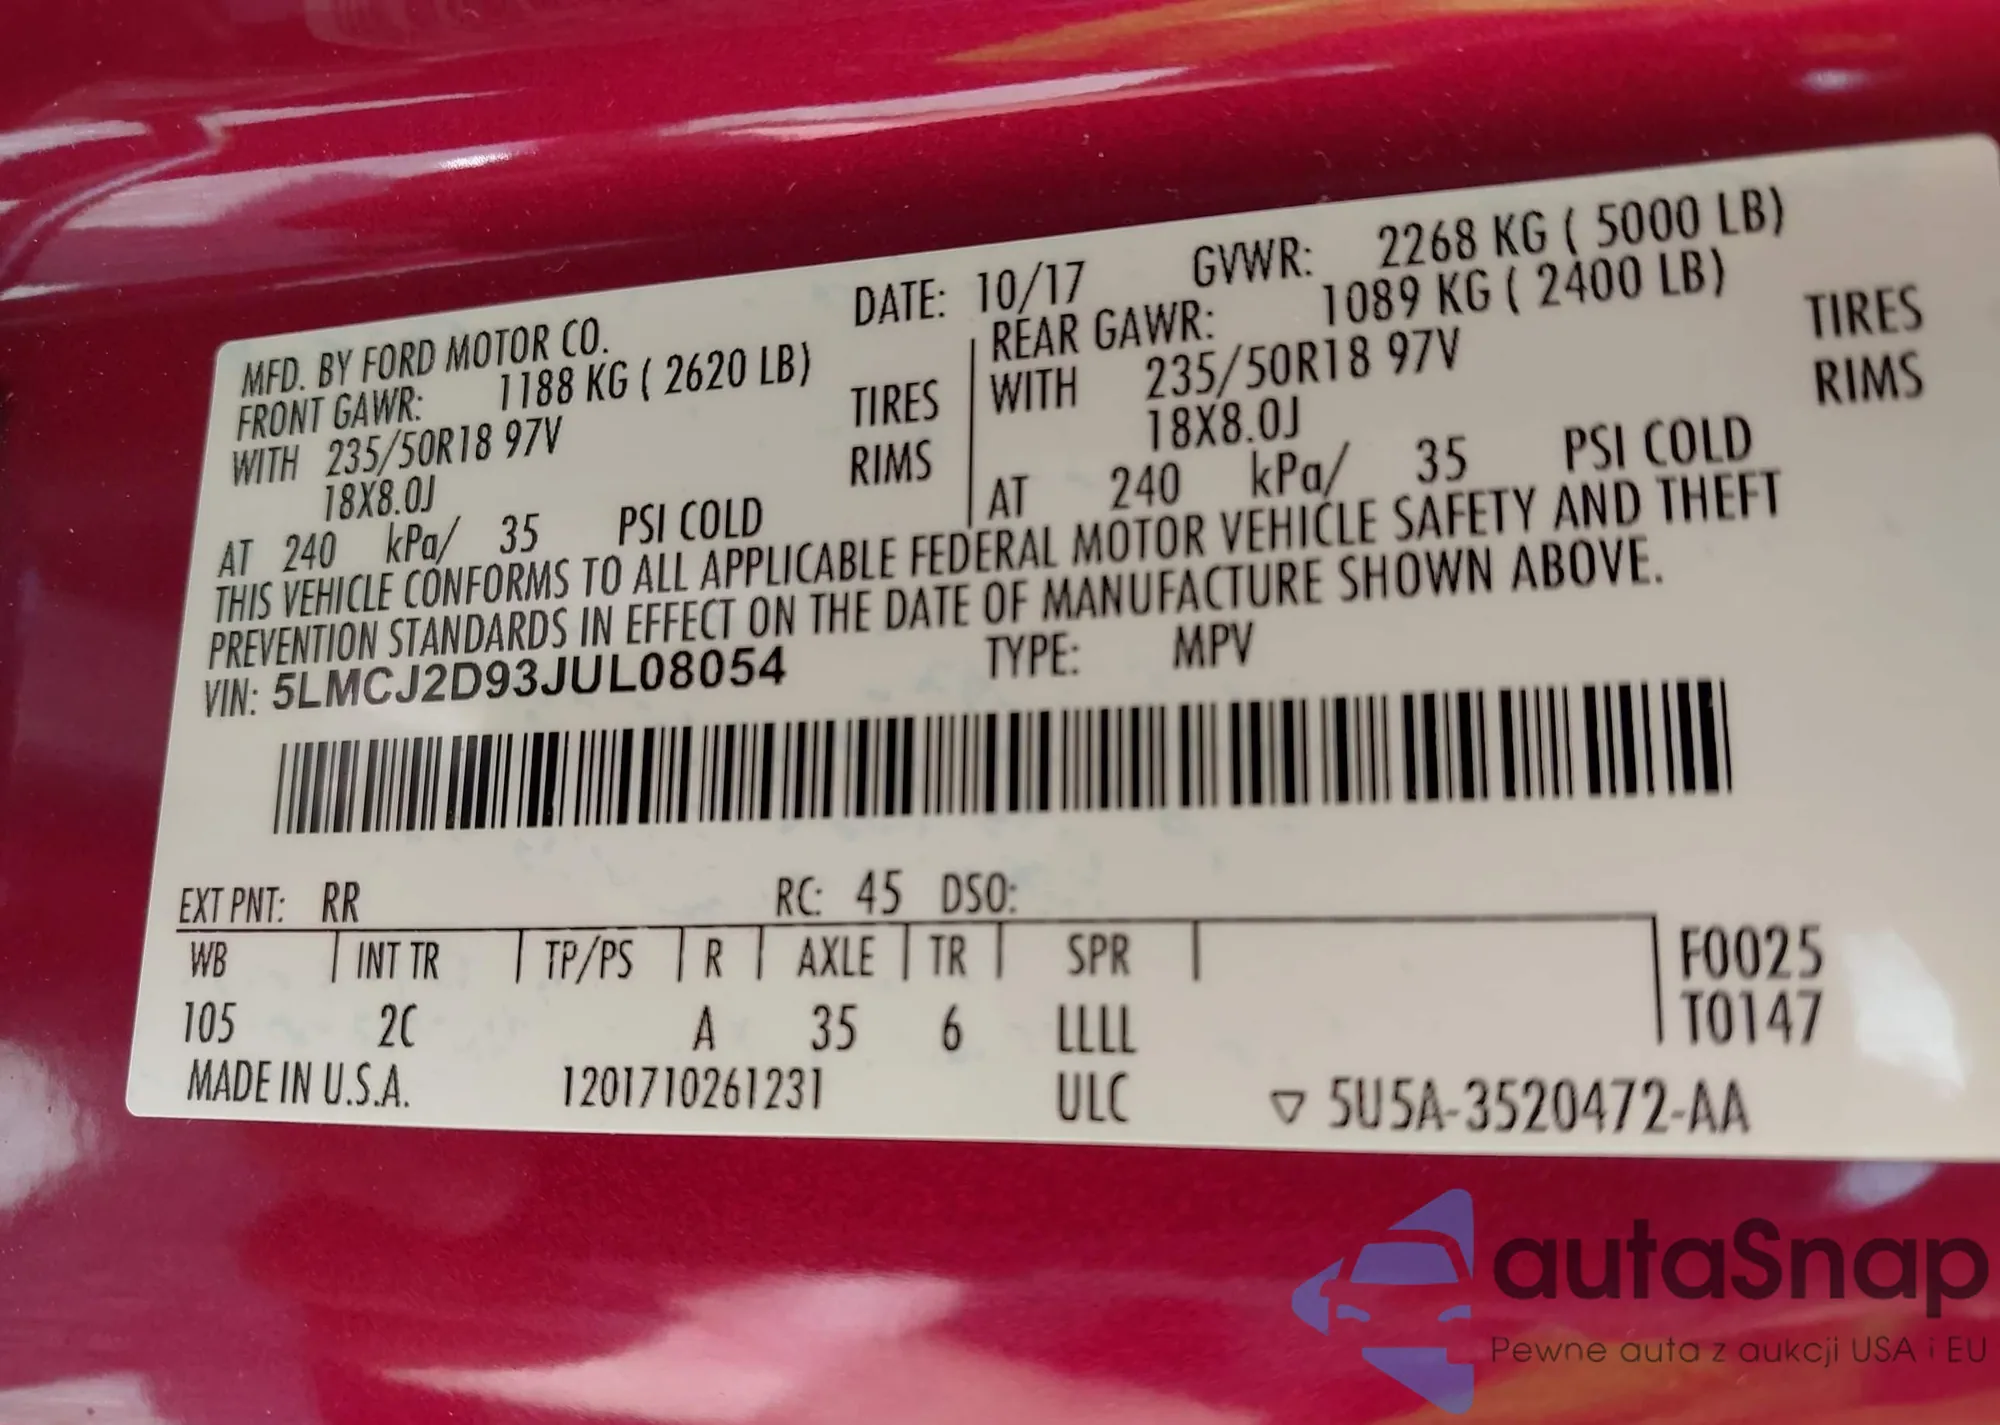 MFD. BY FORD MOTOR CO.
DATE: 10/17
GVWR: 2268 KG ( 5000 LB)
FRONT GAWR: 1188 KG ( 2620 LB)
WITH 235/50R18 97V TIRES
18X8.0J RIMS
AT 240 kPa/ 35 PSI COLD
REAR GAWR: 1089 KG ( 2400 LB)
WITH 235/50R18 97V TIRES
18X8.0J RIMS
AT 240 kPa/ 35 PSI COLD
THIS VEHICLE CONFORMS TO ALL APPLICABLE FEDERAL MOTOR VEHICLE SAFETY AND THEFT
PREVENTION STANDARDS IN EFFECT ON THE DATE OF MANUFACTURE SHOWN ABOVE.
VIN: 5LMCJ2D93JUL08054 TYPE: MPV
EXT PNT: RR RC: 45 DSO:
WB INT TR TP/PS R AXLE TR SPR F0025
105 2C A 35 6 LLLL T0147
MADE IN U.S.A. 1201710261231 ULC ▽ 5U5A-3520472-AA
autaSnap
Pewne auta z aukcji USA i EU